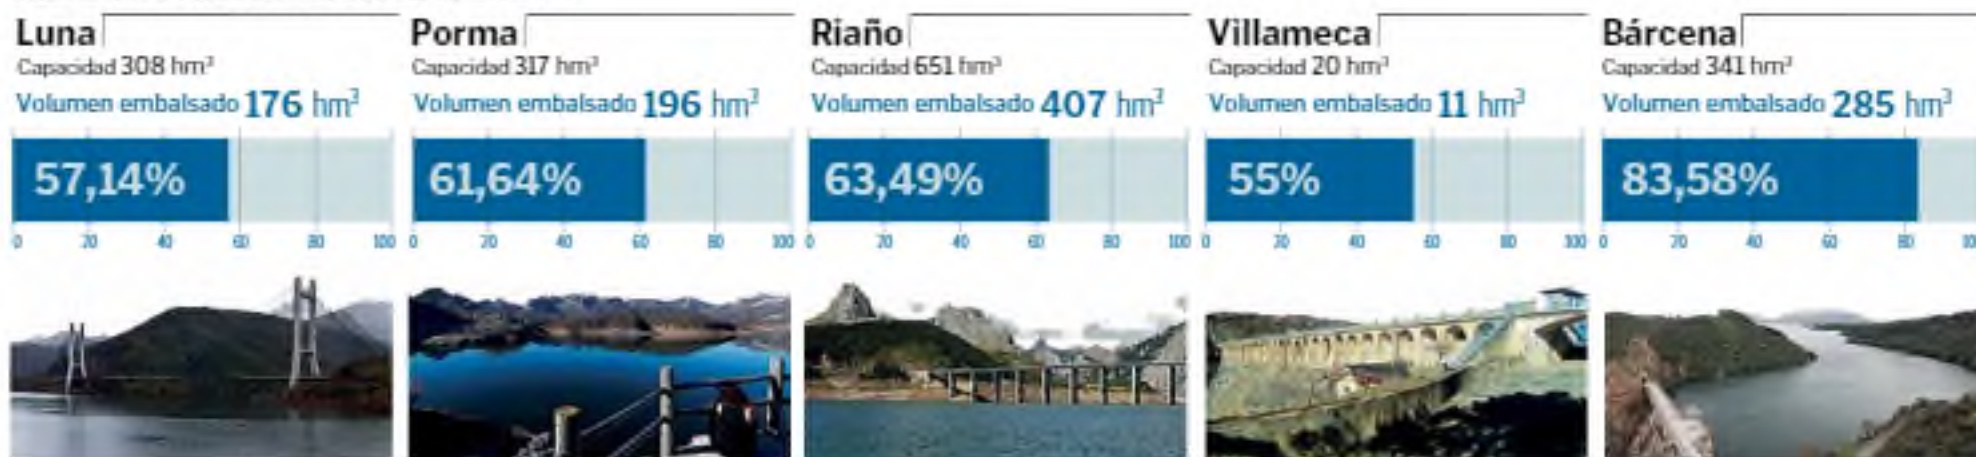 Luna
Capacidad 308 hm³
Volumen embalsado 176 hm³
57,14%
0 20 40 60 80 100
Porma
Capacidad 317 hm³
Volumen embalsado 196 hm³
61,64%
0 20 40 60 80 100
Riaño
Capacidad 651 hm³
Volumen embalsado 407 hm³
63,49%
0 20 40 60 80 100
Villameca
Capacidad 20 hm³
Volumen embalsado 11 hm³
55%
0 20 40 60 80 100
Bárcena
Capacidad 341 hm³
Volumen embalsado 285 hm³
83,58%
0 20 40 60 80